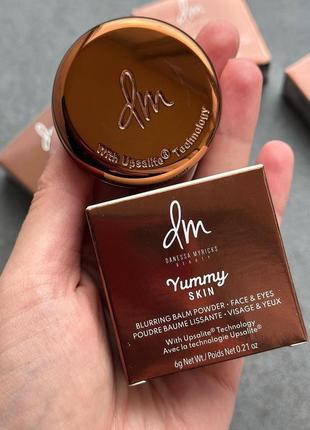 dm
With Upsalite® Technology
dm
DANESSA MYRICKS
BEAUTY
Yummy
SKIN
BLURRING BALM POWDER • FACE & EYES
POUDRE BAUME LISSANTE • VISAGE & YEUX
With Upsalite® Technology
Avec la technologie Upsalite®
6g Net Wt./Poids Net 0.21 oz